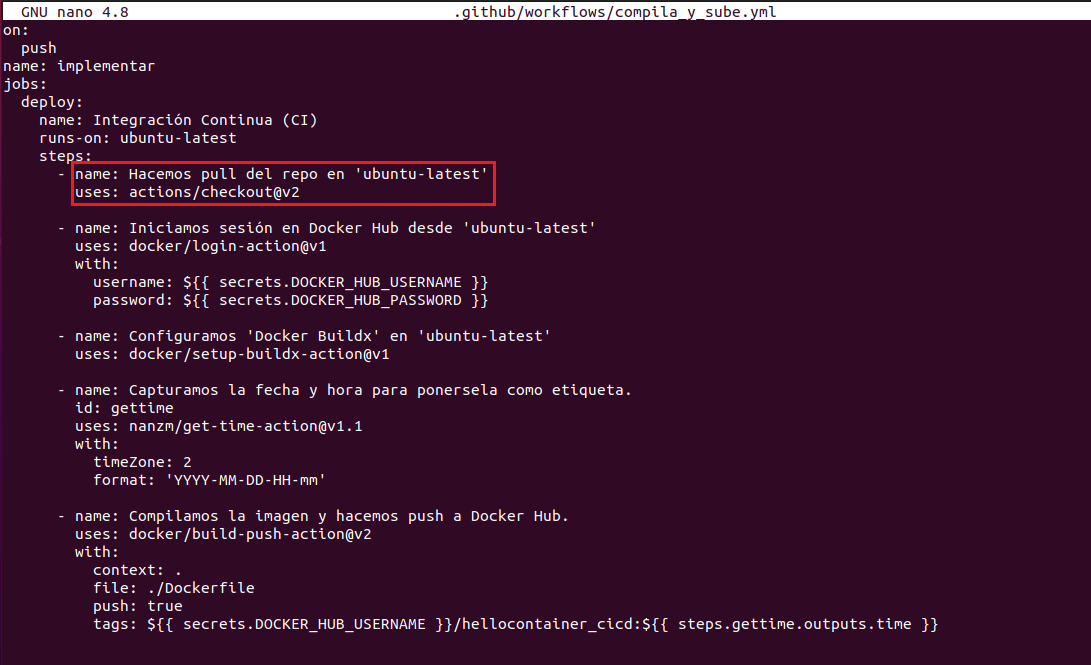 GNU nano 4.8 .github/workflows/compila_y_sube.yml
on:
  push
name: implementar
jobs:
  deploy:
    name: Integración Continua (CI)
    runs-on: ubuntu-latest
    steps:
      - name: Hacemos pull del repo en 'ubuntu-latest'
        uses: actions/checkout@v2

      - name: Iniciamos sesión en Docker Hub desde 'ubuntu-latest'
        uses: docker/login-action@v1
        with:
          username: ${{ secrets.DOCKER_HUB_USERNAME }}
          password: ${{ secrets.DOCKER_HUB_PASSWORD }}

      - name: Configuramos 'Docker Buildx' en 'ubuntu-latest'
        uses: docker/setup-buildx-action@v1

      - name: Capturamos la fecha y hora para ponersela como etiqueta.
        id: gettime
        uses: nanzm/get-time-action@v1.1
        with:
          timeZone: 2
          format: 'YYYY-MM-DD-HH-mm'

      - name: Compilamos la imagen y hacemos push a Docker Hub.
        uses: docker/build-push-action@v2
        with:
          context: .
          file: ./Dockerfile
          push: true
          tags: ${{ secrets.DOCKER_HUB_USERNAME }}/hellocontainer_cicd:${{ steps.gettime.outputs.time }}